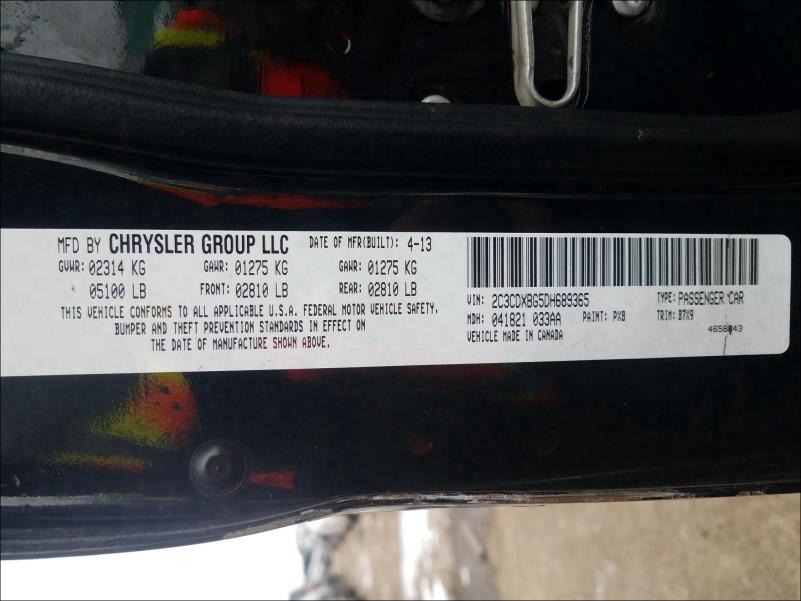 MFD BY CHRYSLER GROUP LLC DATE OF MFR(BUILT): 4-13
GVWR: 02314 KG GAWR: 01275 KG GAWR: 01275 KG
05100 LB FRONT: 02810 LB REAR: 02810 LB
THIS VEHICLE CONFORMS TO ALL APPLICABLE U.S.A. FEDERAL MOTOR VEHICLE SAFETY,
BUMPER AND THEFT PREVENTION STANDARDS IN EFFECT ON
THE DATE OF MANUFACTURE SHOWN ABOVE.
VIN: 2C3CDXBG5DH689365 TYPE: PASSENGER CAR
MDH: 041821 033AA PAINT: PX8 TRIM: B7X9
VEHICLE MADE IN CANADA